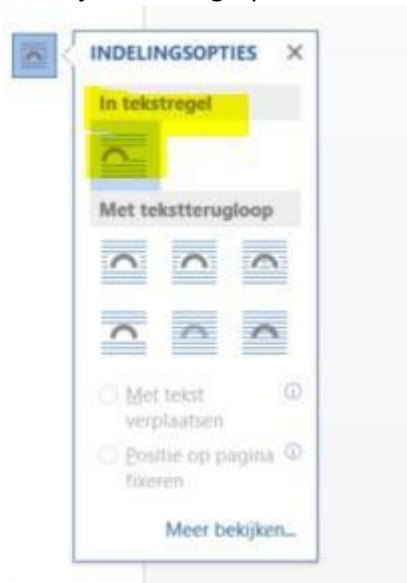 INDELINGSOPTIES ×
In tekstregel
Met tekstterugloop
Met tekst
verplaatsen
Positie op pagina
fixeren
Meer bekijken...